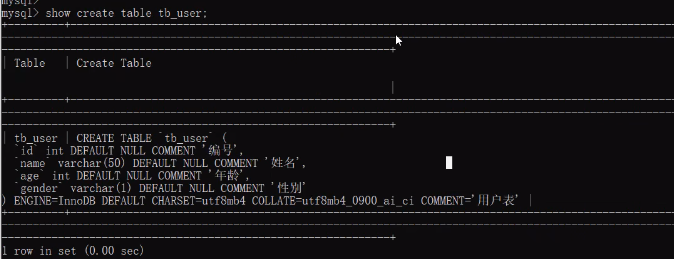 mysql>
mysql> show create table tb_user;
| Table | Create Table
|
| tb_user | CREATE TABLE `tb_user` (
`id` int DEFAULT NULL COMMENT '编号',
`name` varchar(50) DEFAULT NULL COMMENT '姓名',
`age` int DEFAULT NULL COMMENT '年龄',
`gender` varchar(1) DEFAULT NULL COMMENT '性别'
) ENGINE=InnoDB DEFAULT CHARSET=utf8mb4 COLLATE=utf8mb4_0900_ai_ci COMMENT='用户表' |
1 row in set (0.00 sec)